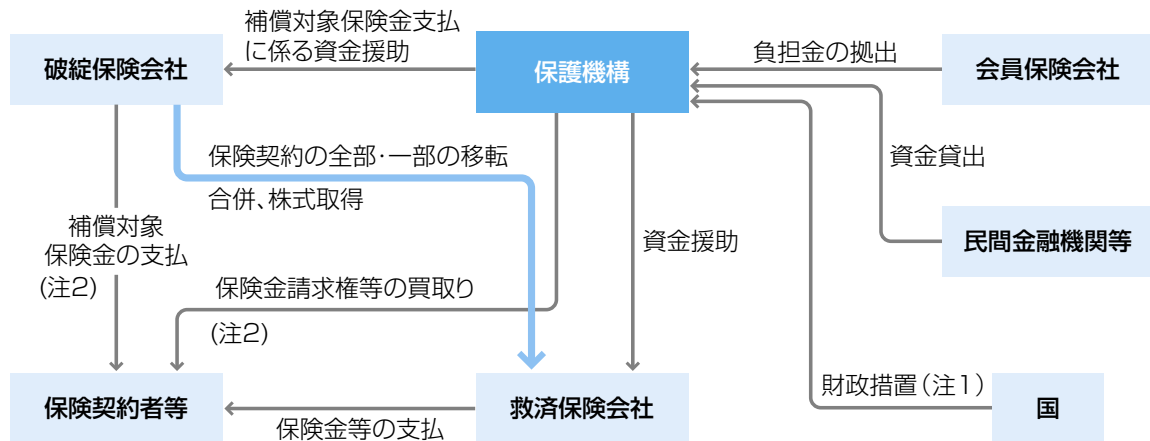 補償対象保険金支払
に係る資金援助
破綻保険会社
保護機構
負担金の拠出
会員保険会社
保険契約の全部・一部の移転
合併、株式取得
資金貸出
補償対象
保険金の支払
(注2)
資金援助
民間金融機関等
保険金請求権等の買取り
(注2)
財政措置(注1)
保険契約者等
保険金等の支払
救済保険会社
国